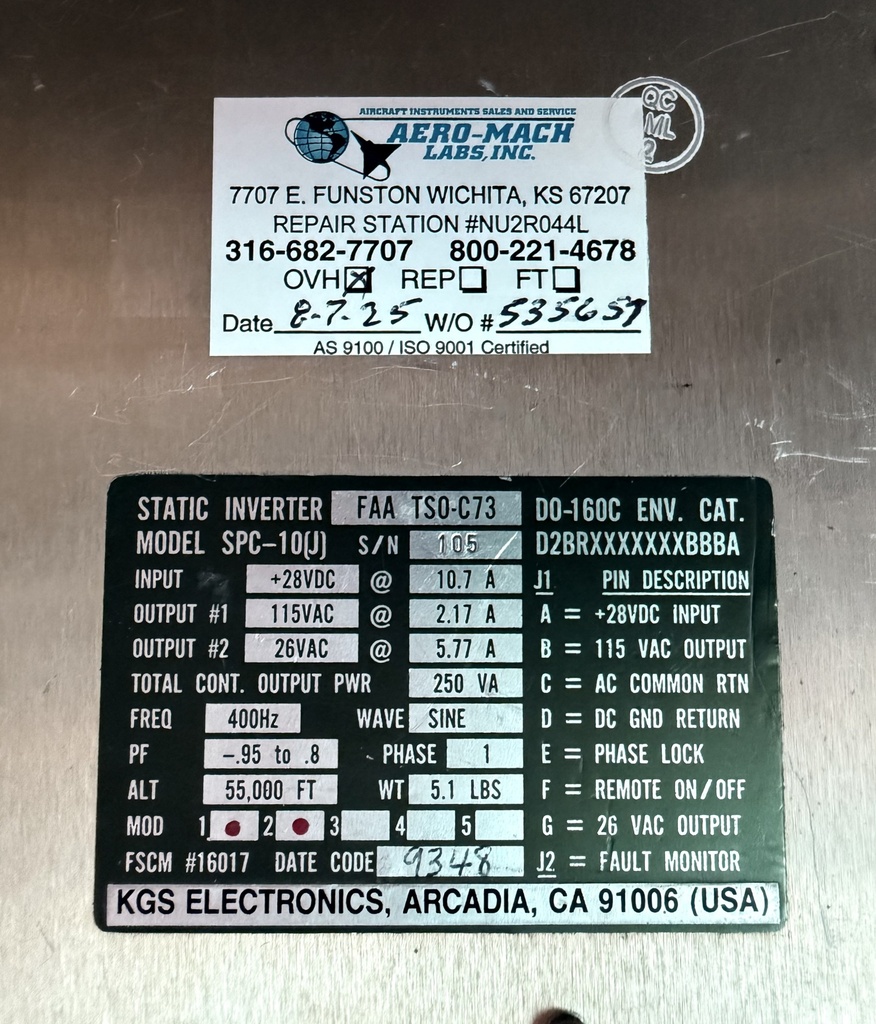 AIRCRAFT INSTRUMENTS SALES AND SERVICE
AERO-MACH
LABS, INC.
QC
ML
2
7707 E. FUNSTON WICHITA, KS 67207
REPAIR STATION #NU2R044L
316-682-7707 800-221-4678
OVH☒ REP☐ FT☐
Date 8-7-25 W/O # 535659
AS 9100 / ISO 9001 Certified
STATIC INVERTER FAA TSO-C73 DO-160C ENV. CAT.
MODEL SPC-10(J) S/N 105 D2BRXXXXXXXBBBA
INPUT +28VDC @ 10.7 A J1 PIN DESCRIPTION
OUTPUT #1 115VAC @ 2.17 A A = +28VDC INPUT
OUTPUT #2 26VAC @ 5.77 A B = 115 VAC OUTPUT
TOTAL CONT. OUTPUT PWR 250 VA C = AC COMMON RTN
FREQ 400Hz WAVE SINE D = DC GND RETURN
PF -.95 to .8 PHASE 1 E = PHASE LOCK
ALT 55,000 FT WT 5.1 LBS F = REMOTE ON/OFF
MOD 1 2 3 4 5 G = 26 VAC OUTPUT
FSCM #16017 DATE CODE 9348 J2 = FAULT MONITOR
KGS ELECTRONICS, ARCADIA, CA 91006 (USA)